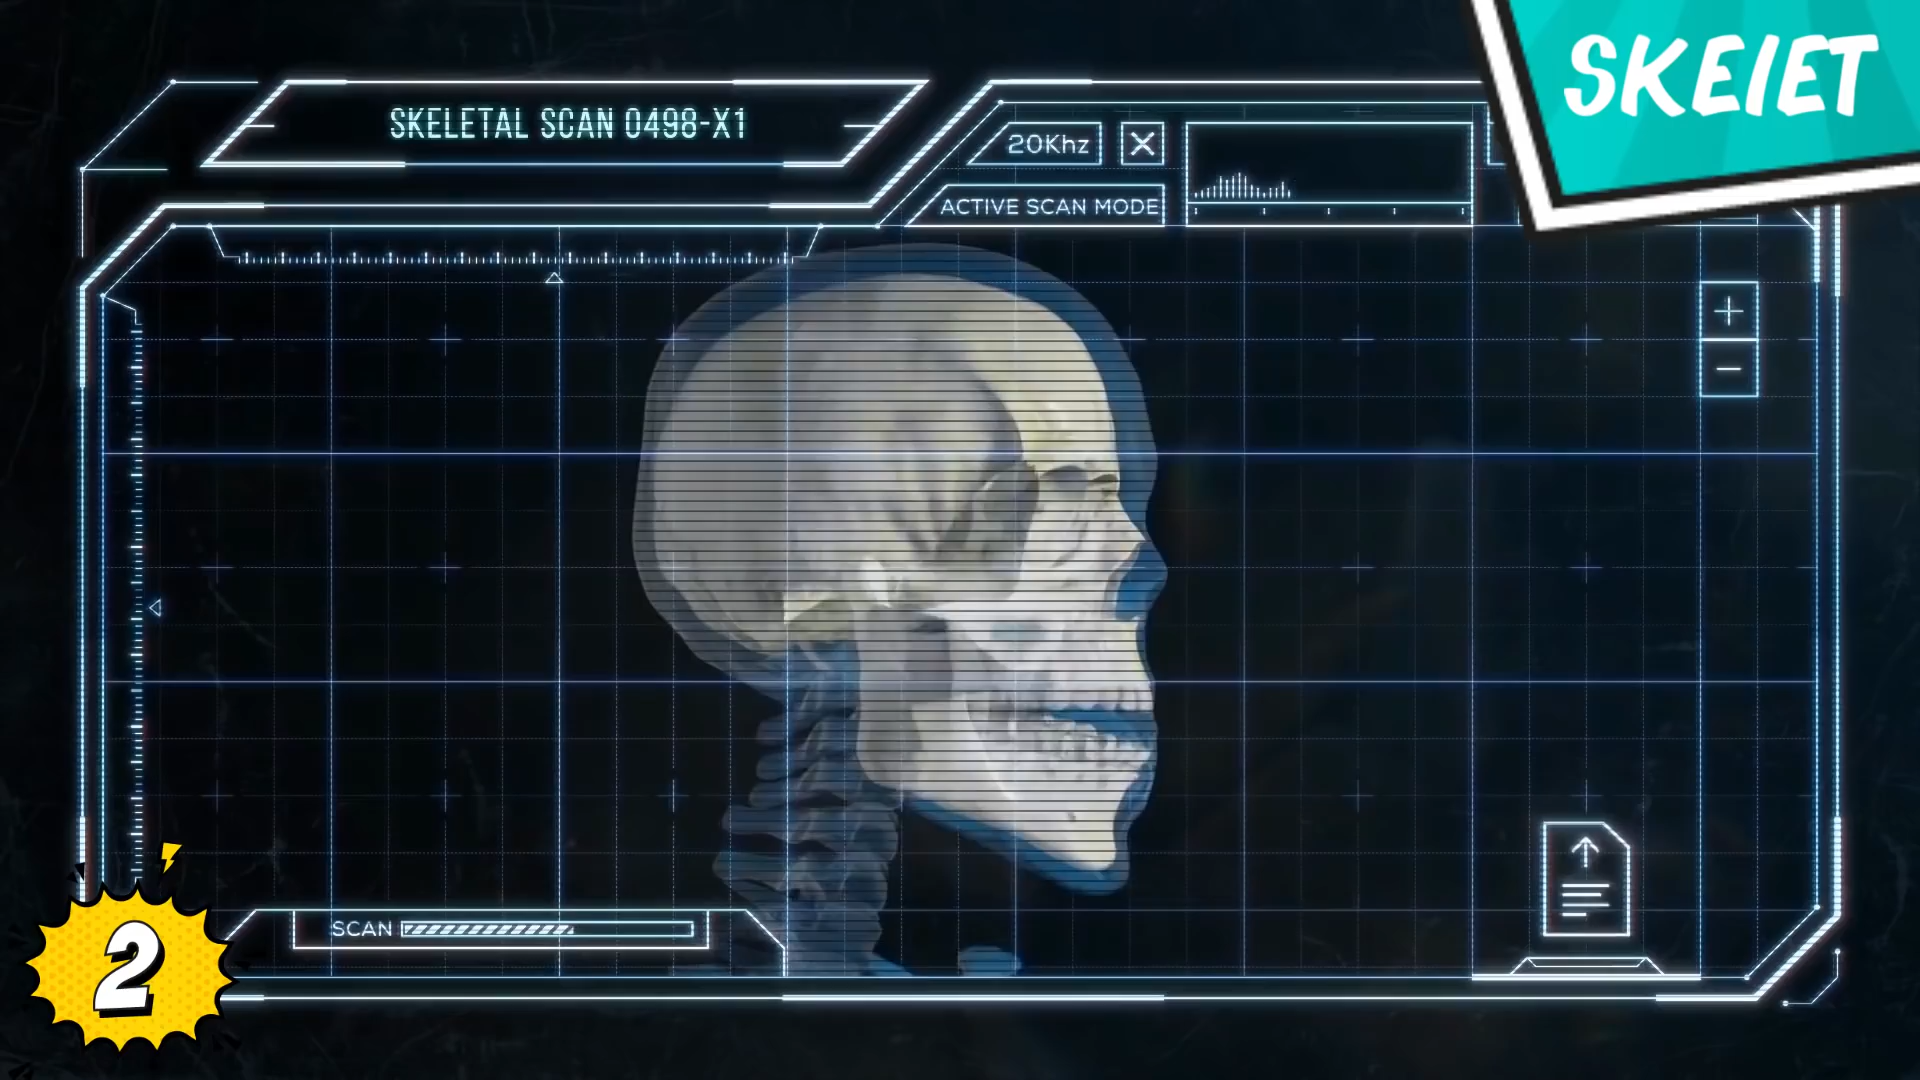 SKEIET
SKELETAL SCAN 0498-X1
20Khz
ACTIVE SCAN MODE
SCAN
2